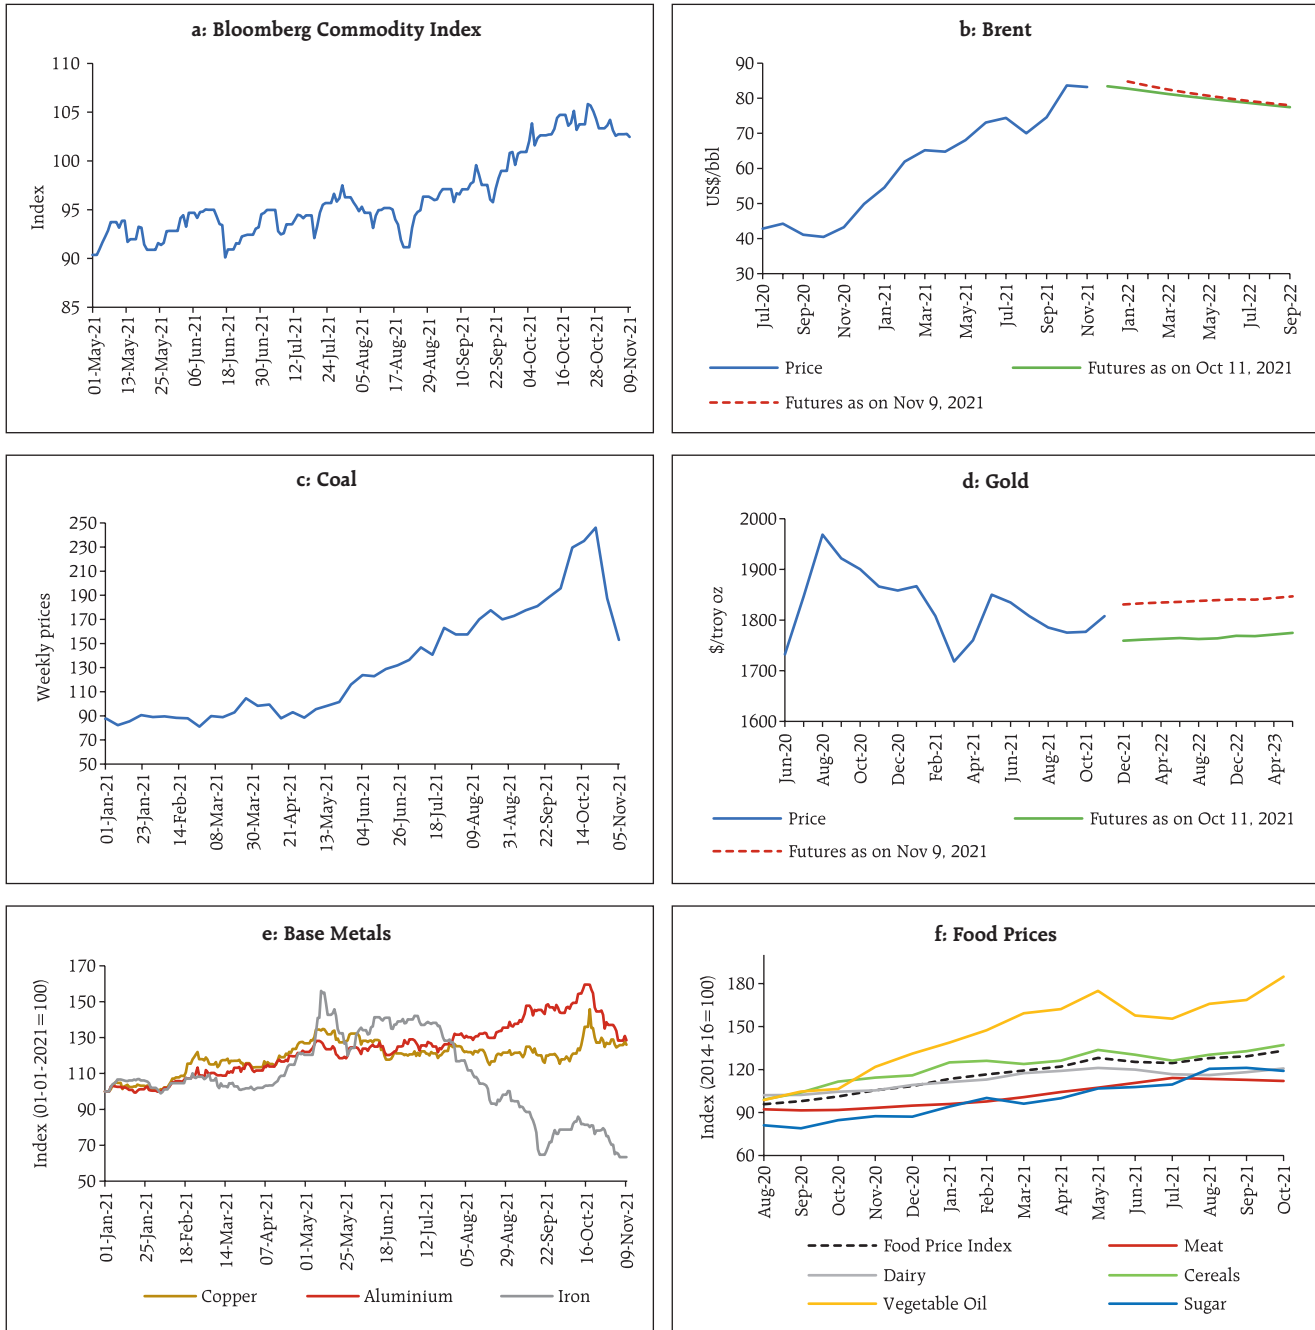 a: Bloomberg Commodity Index
110
105
100
95
90
85
Index
01-May-21
13-May-21
25-May-21
06-Jun-21
18-Jun-21
30-Jun-21
12-Jul-21
24-Jul-21
05-Aug-21
17-Aug-21
29-Aug-21
10-Sep-21
22-Sep-21
04-Oct-21
16-Oct-21
28-Oct-21
09-Nov-21
b: Brent
90
80
70
60
50
40
30
US$/bbl
Jul-20
Sep-20
Nov-20
Jan-21
Mar-21
May-21
Jul-21
Sep-21
Nov-21
Jan-22
Mar-22
May-22
Jul-22
Sep-22
Price
Futures as on Oct 11, 2021
Futures as on Nov 9, 2021
c: Coal
250
230
210
190
170
150
130
110
90
70
50
Weekly prices
01-Jan-21
23-Jan-21
14-Feb-21
08-Mar-21
30-Mar-21
21-Apr-21
13-May-21
04-Jun-21
26-Jun-21
18-Jul-21
09-Aug-21
31-Aug-21
22-Sep-21
14-Oct-21
05-Nov-21
d: Gold
2000
1900
1800
1700
1600
$/troy oz
Jun-20
Aug-20
Oct-20
Dec-20
Feb-21
Apr-21
Jun-21
Aug-21
Oct-21
Dec-21
Apr-22
Aug-22
Dec-22
Apr-23
Price
Futures as on Oct 11, 2021
Futures as on Nov 9, 2021
e: Base Metals
170
150
130
110
90
70
50
Index (01-01-2021=100)
01-Jan-21
25-Jan-21
18-Feb-21
14-Mar-21
07-Apr-21
01-May-21
25-May-21
18-Jun-21
12-Jul-21
05-Aug-21
29-Aug-21
22-Sep-21
16-Oct-21
09-Nov-21
Copper
Aluminium
Iron
f: Food Prices
180
150
120
90
60
Index (2014-16=100)
Aug-20
Sep-20
Oct-20
Nov-20
Dec-20
Jan-21
Feb-21
Mar-21
Apr-21
May-21
Jun-21
Jul-21
Aug-21
Sep-21
Oct-21
Food Price Index
Meat
Dairy
Cereals
Vegetable Oil
Sugar